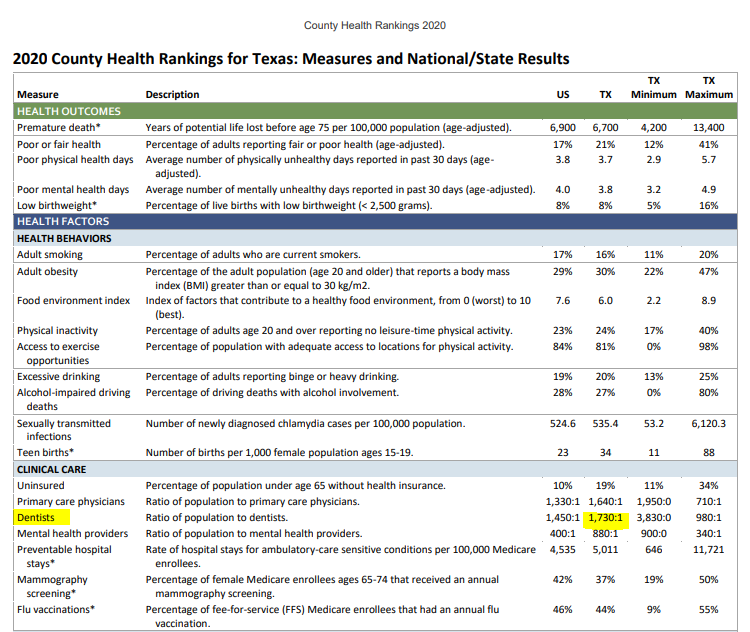 County Health Rankings 2020
2020 County Health Rankings for Texas: Measures and National/State Results
TX TX
Measure Description US TX Minimum Maximum
HEALTH OUTCOMES
Premature death* Years of potential life lost before age 75 per 100,000 population (age-adjusted). 6,900 6,700 4,200 13,400
Poor or fair health Percentage of adults reporting fair or poor health (age-adjusted). 17% 21% 12% 41%
Poor physical health days Average number of physically unhealthy days reported in past 30 days (age- 3.8 3.7 2.9 5.7
adjusted).
Poor mental health days Average number of mentally unhealthy days reported in past 30 days (age-adjusted). 4.0 3.8 3.2 4.9
Low birthweight* Percentage of live births with low birthweight (< 2,500 grams). 8% 8% 5% 16%
HEALTH FACTORS
HEALTH BEHAVIORS
Adult smoking Percentage of adults who are current smokers. 17% 16% 11% 20%
Adult obesity Percentage of the adult population (age 20 and older) that reports a body mass 29% 30% 22% 47%
index (BMI) greater than or equal to 30 kg/m2.
Food environment index Index of factors that contribute to a healthy food environment, from 0 (worst) to 10 7.6 6.0 2.2 8.9
(best).
Physical inactivity Percentage of adults age 20 and over reporting no leisure-time physical activity. 23% 24% 17% 40%
Access to exercise Percentage of population with adequate access to locations for physical activity. 84% 81% 0% 98%
opportunities
Excessive drinking Percentage of adults reporting binge or heavy drinking. 19% 20% 13% 25%
Alcohol-impaired driving Percentage of driving deaths with alcohol involvement. 28% 27% 0% 80%
deaths
Sexually transmitted Number of newly diagnosed chlamydia cases per 100,000 population. 524.6 535.4 53.2 6,120.3
infections
Teen births* Number of births per 1,000 female population ages 15-19. 23 34 11 88
CLINICAL CARE
Uninsured Percentage of population under age 65 without health insurance. 10% 19% 11% 34%
Primary care physicians Ratio of population to primary care physicians. 1,330:1 1,640:1 1,950:0 710:1
Dentists Ratio of population to dentists. 1,450:1 1,730:1 3,830:0 980:1
Mental health providers Ratio of population to mental health providers. 400:1 880:1 900:0 340:1
Preventable hospital Rate of hospital stays for ambulatory-care sensitive conditions per 100,000 Medicare 4,535 5,011 646 11,721
stays* enrollees.
Mammography Percentage of female Medicare enrollees ages 65-74 that received an annual 42% 37% 19% 50%
screening* mammography screening.
Flu vaccinations* Percentage of fee-for-service (FFS) Medicare enrollees that had an annual flu 46% 44% 9% 55%
vaccination.